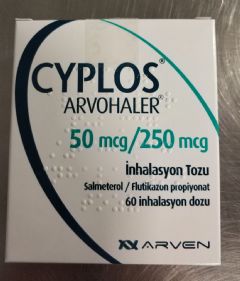 CYPLOS®
ARVOHALER®
50 mcg/250 mcg
İnhalasyon Tozu
Salmeterol / Flutikazon propiyonat
60 inhalasyon dozu
ARVEN